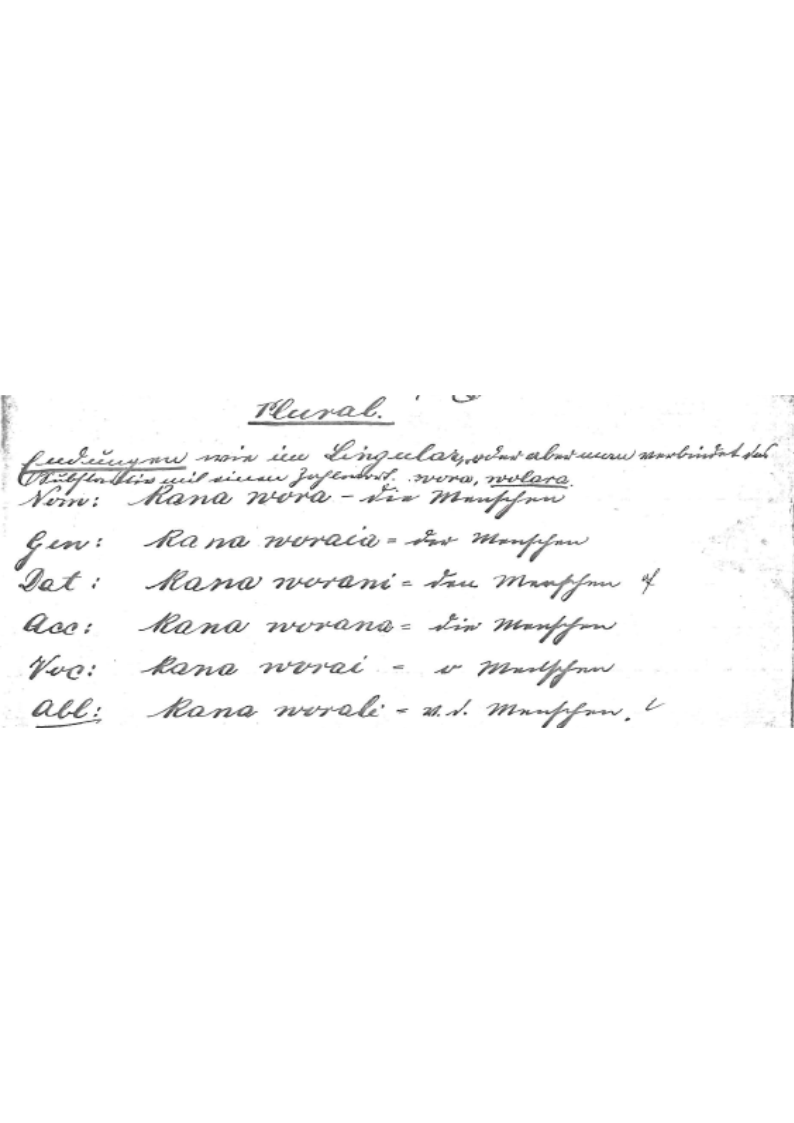 Plural.
Endungen wie im Singular, oder aber man verbindet das
Substantiv mit einem Zahlwort. wora, wolara.
Nom: Kana wora - die Menschen
Gen: Kana woraia = der Menschen
Dat: Kana worani = den Menschen
Acc: Kana worana = die Menschen
Voc: Kana worai - o Menschen
Abl: Kana worali = v. d. Menschen.